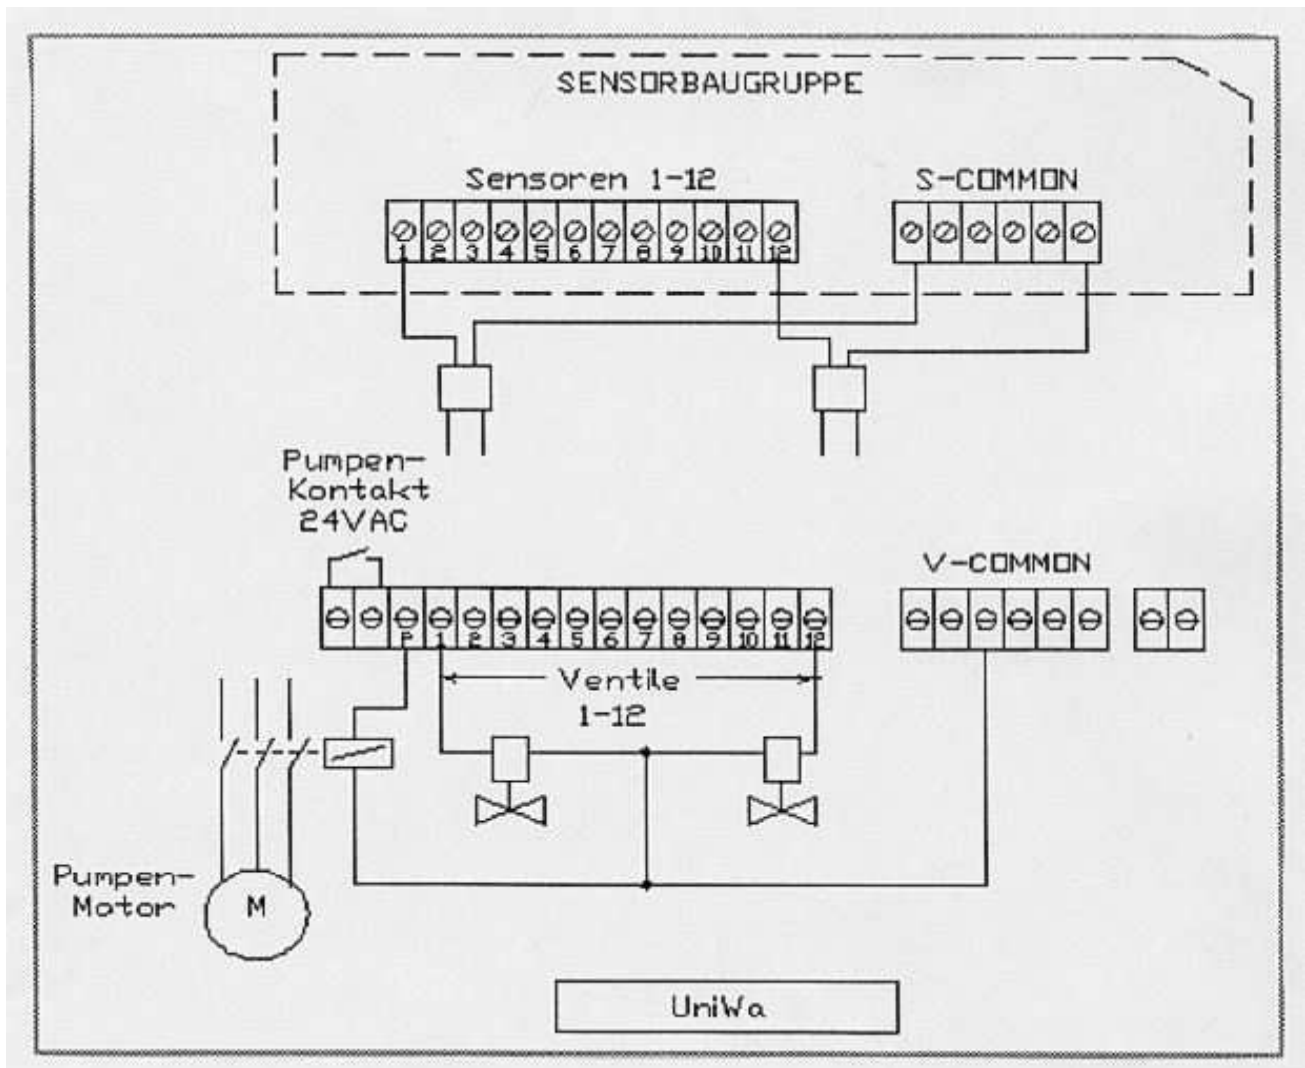 SENSORBAUGRUPPE
Sensoren 1-12
S-COMMON
1 2 3 4 5 6 7 8 9 10 11 12
Pumpen-
Kontakt
24VAC
V-COMMON
P 1 2 3 4 5 6 7 8 9 10 11 12
Ventile
1-12
Pumpen-
Motor
M
UniWa